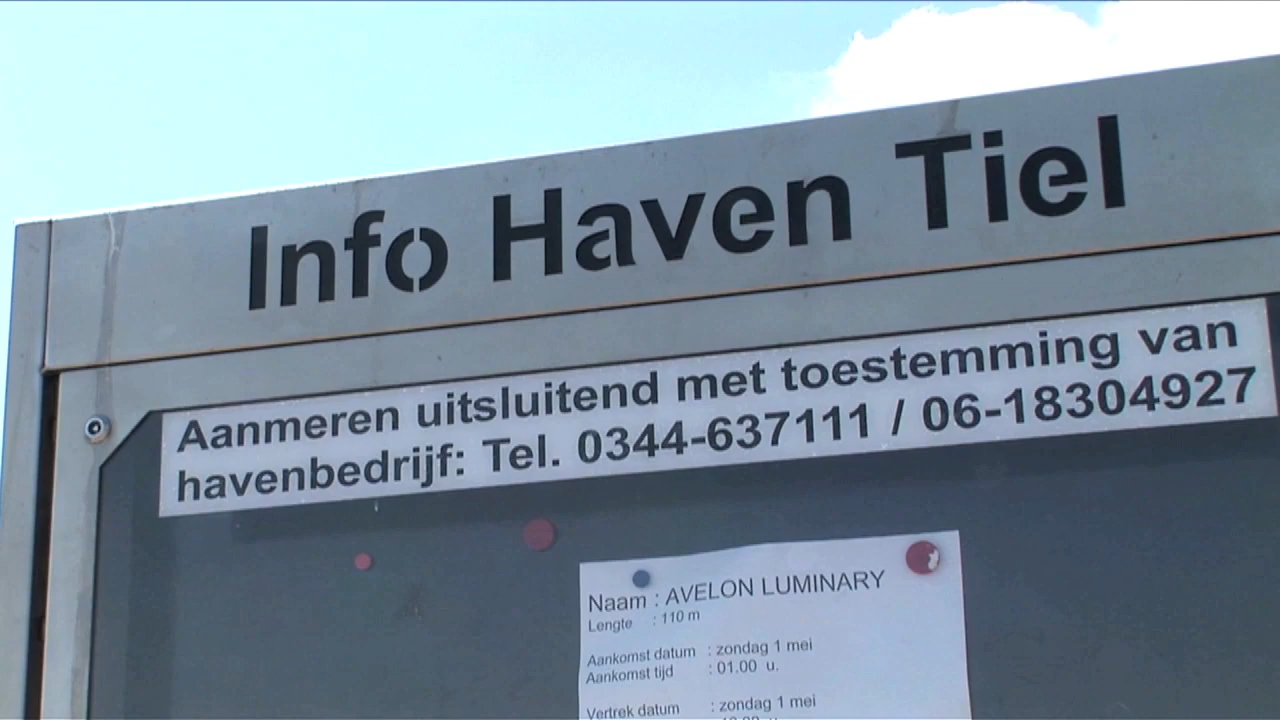 Info Haven Tiel
Aanmeren uitsluitend met toestemming van
havenbedrijf: Tel. 0344-637111 / 06-18304927
Naam : AVELON LUMINARY
Lengte : 110 m
Aankomst datum : zondag 1 mei
Aankomst tijd : 01.00 u.
Vertrek datum : zondag 1 mei